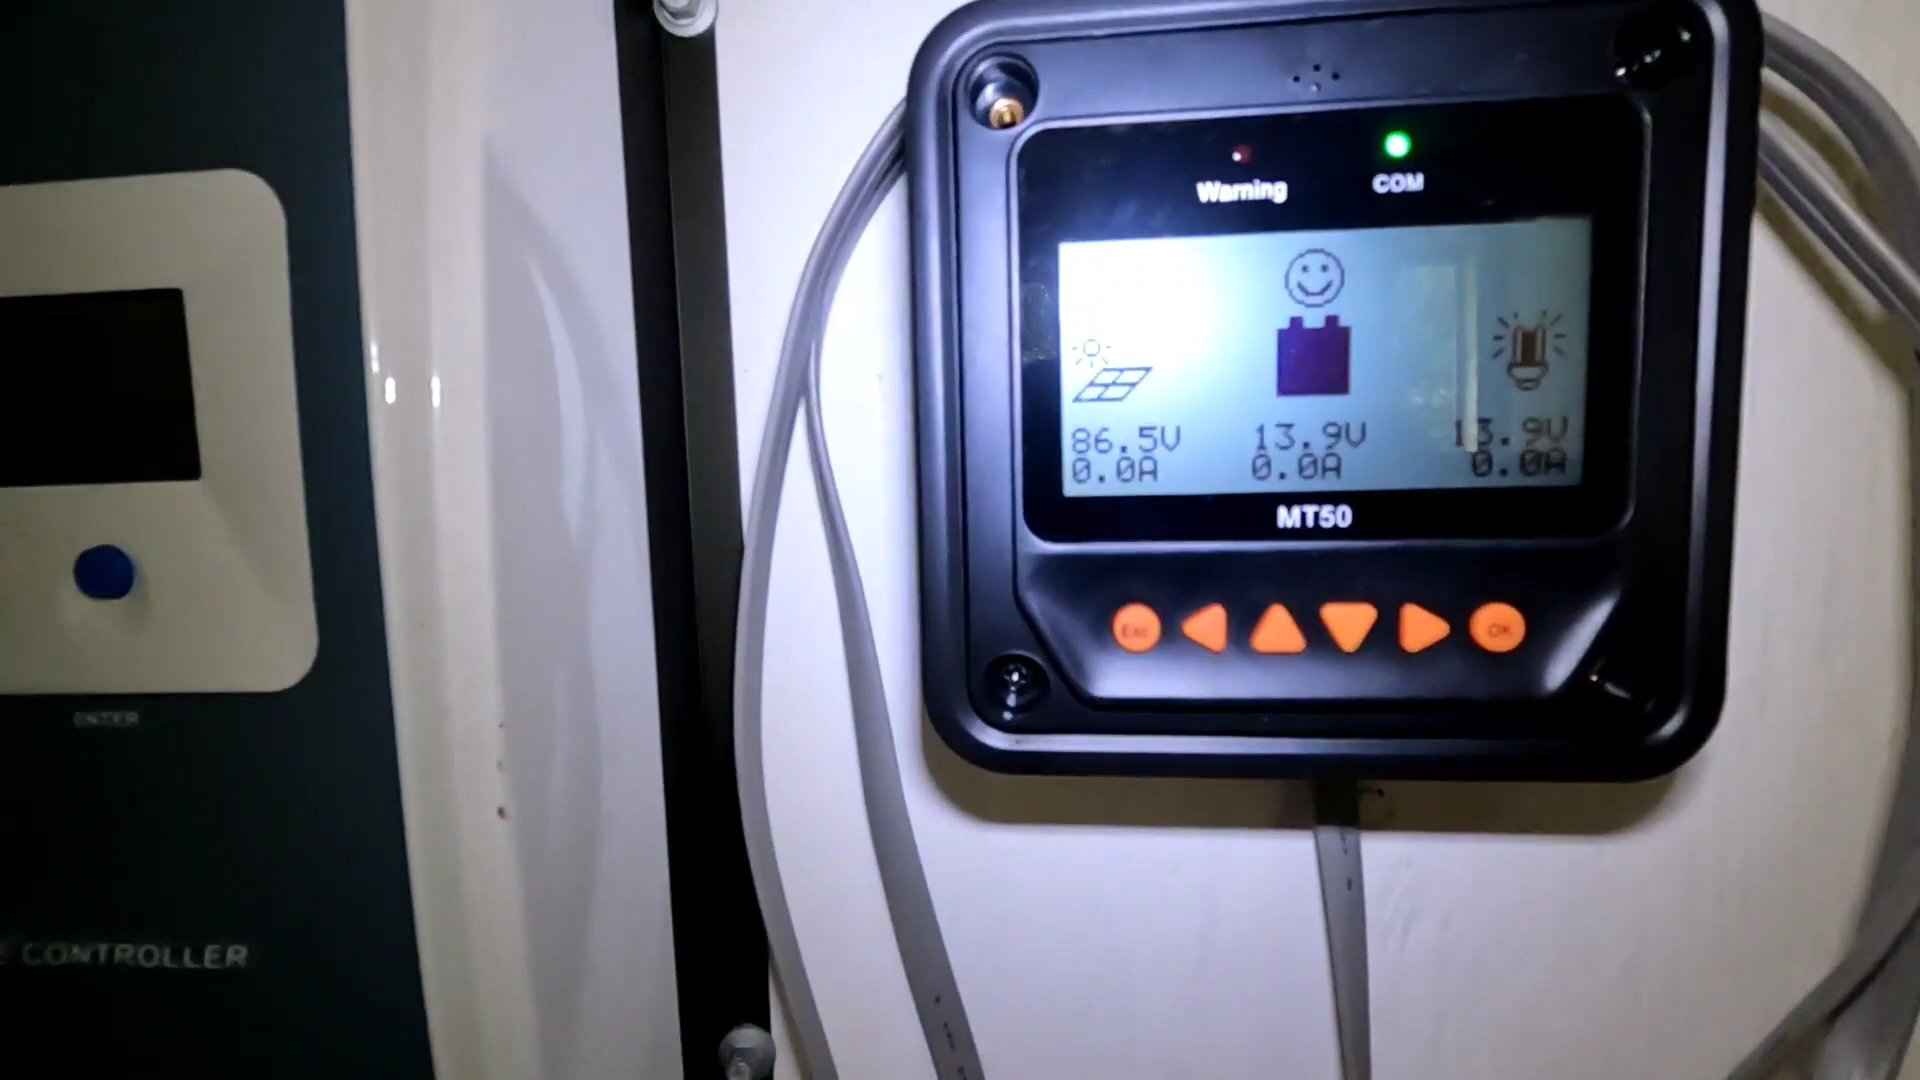 Warning COM
86.5V 13.9V 13.9V
0.0A 0.0A 0.0A
MT50
Esc OK
ENTER
E CONTROLLER